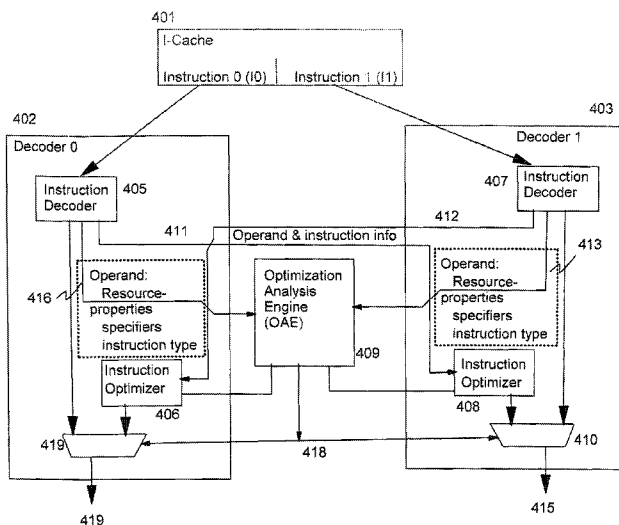 401
I-Cache
Instruction 0 (I0) Instruction 1 (I1)
402
403
Decoder 0
Decoder 1
Instruction
Decoder
405
407
Instruction
Decoder
411
412
Operand & instruction info
413
416
Operand:
Resource-
properties
specifiers
instruction type
Optimization
Analysis
Engine
(OAE)
409
Operand:
Resource-
properties
specifiers
instruction type
Instruction
Optimizer
406
Instruction
Optimizer
408
419
418
410
419
415